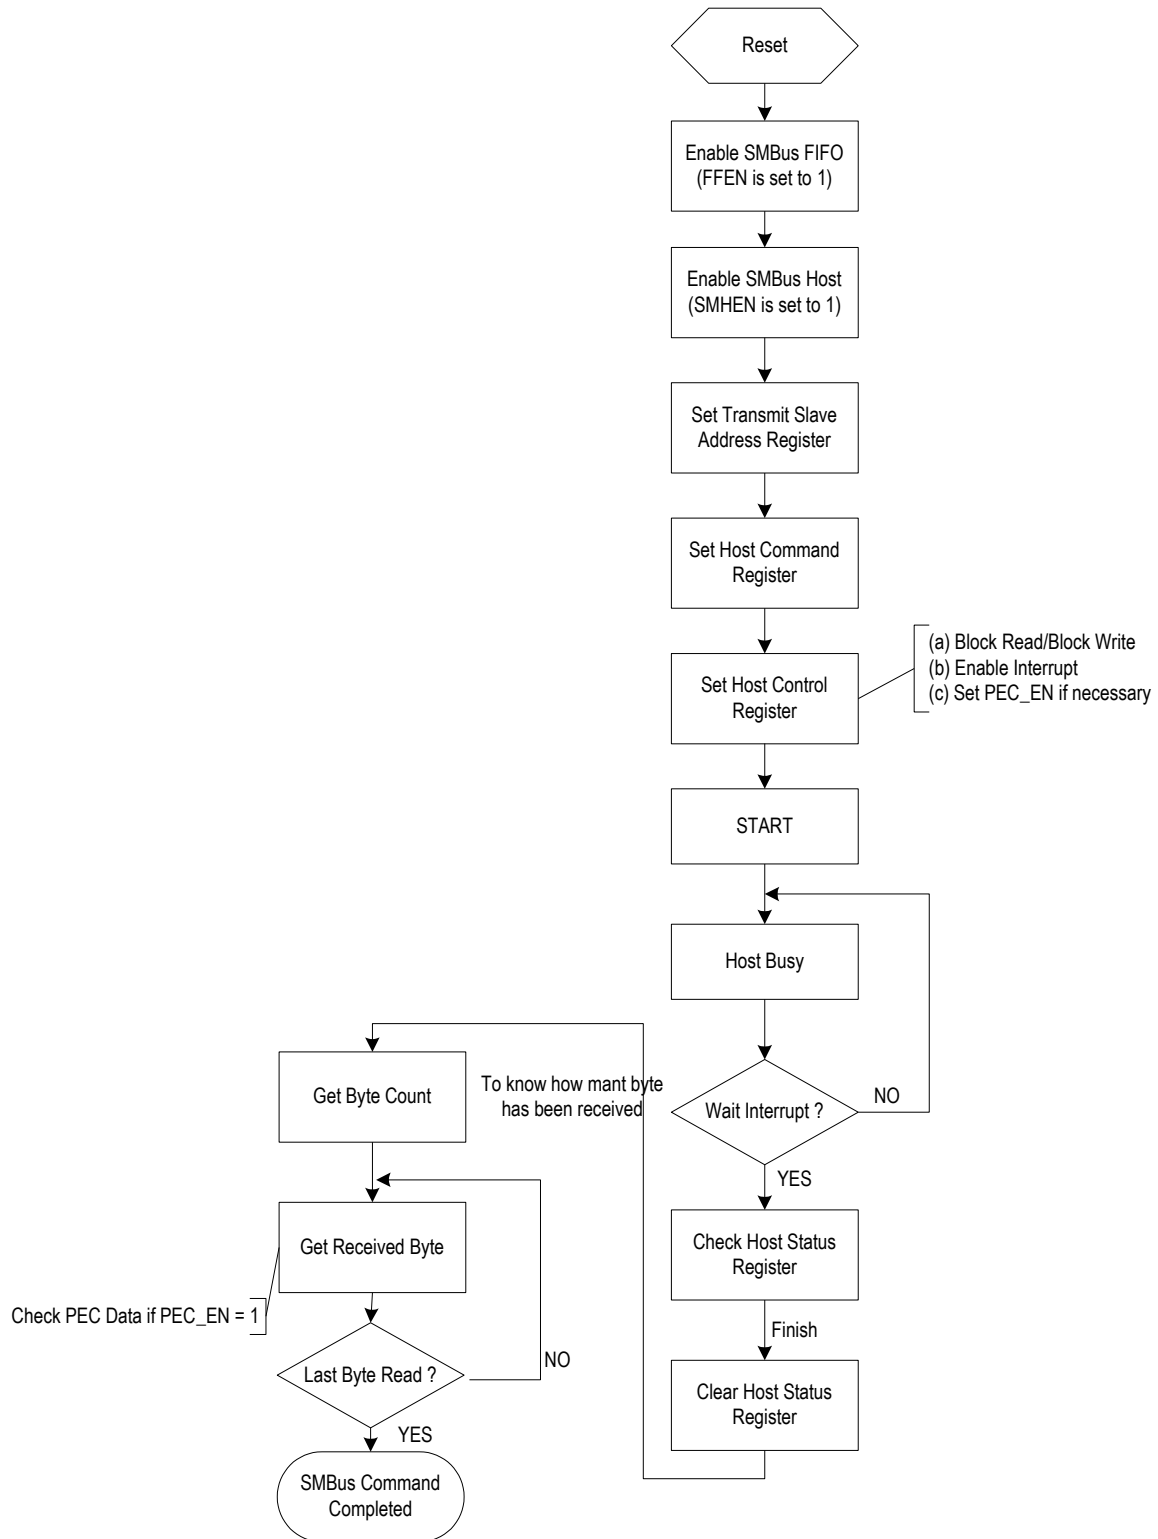 Reset
Enable SMBus FIFO
(FFEN is set to 1)
Enable SMBus Host
(SMHEN is set to 1)
Set Transmit Slave
Address Register
Set Host Command
Register
Set Host Control
Register
(a) Block Read/Block Write
(b) Enable Interrupt
(c) Set PEC_EN if necessary
START
Host Busy
Wait Interrupt ?
NO
YES
Check Host Status
Register
Finish
Clear Host Status
Register
To know how mant byte
has been received
Get Byte Count
Get Received Byte
Check PEC Data if PEC_EN = 1
Last Byte Read ?
NO
YES
SMBus Command
Completed